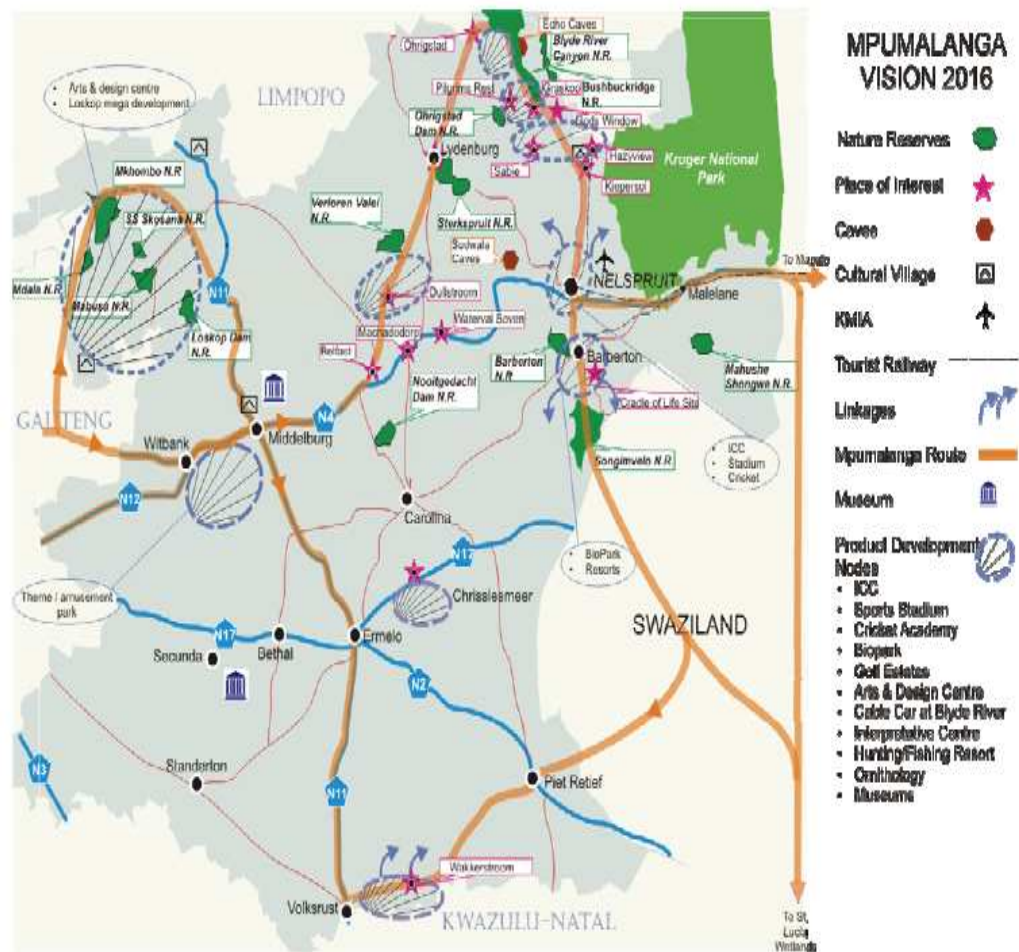 MPUMALANGA
VISION 2016
Nature Reserves
Place of Interest
Caves
Cultural Village
KMIA
Tourist Railway
Linkages
Mpumalanga Route
Museum
Product Development
Nodes
• ICC
• Sports Stadium
• Cricket Academy
• Biopark
• Golf Estates
• Arts & Design Centre
• Cable Car at Blyde River
• Interpretative Centre
• Hunting/Fishing Resort
• Ornithology
• Museums
• Arts & design centre
• Loskop mega development
LIMPOPO
Ohrigstad
Echo Caves
Blyde River
Canyon N.R.
Pilgrims Rest
Graskop
Bushbuckridge
N.R.
Ohrigstad
Dam N.R.
Gods Window
Lydenburg
Sabie
Hazyview
Kiepersol
Kruger National
Park
Mkhombo N.R
SS Skosana N.R.
Mdala N.R
Mabusa N.R.
Loskop Dam
N.R.
N11
Verloren Valei
N.R.
Sterkspruit N.R.
Sudwala
Caves
Dullstroom
NELSPRUIT
To Maputo
Malelane
Machadodorp
Waterval Boven
Belfast
Barberton
N.R
Barberton
Mahushe
Shongwe N.R.
Nooitgedacht
Dam N.R.
Cradle of Life Site
GAUTENG
N4
Middelburg
Witbank
Songimvelo N.R
• ICC
• Stadium
• Cricket
N12
Carolina
N17
• BioPark
• Resorts
Theme / amusement
park
Chrissiesmeer
SWAZILAND
N17
Secunda
Bethal
Ermelo
N2
N3
Standerton
N11
Piet Retief
Wakkerstroom
Volksrust
KWAZULU-NATAL
To St.
Lucia
Wetlands